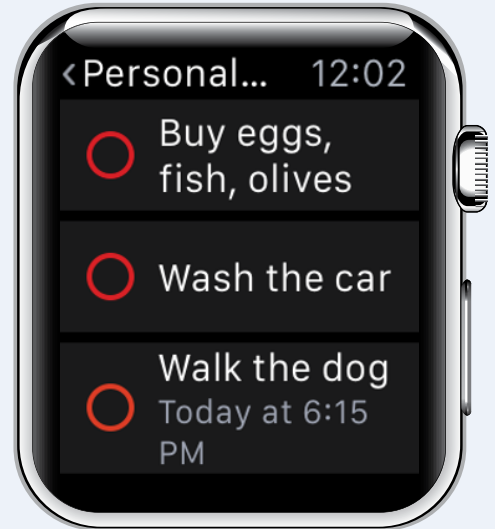 Personal... 12:02
Buy eggs,
fish, olives
Wash the car
Walk the dog
Today at 6:15
PM